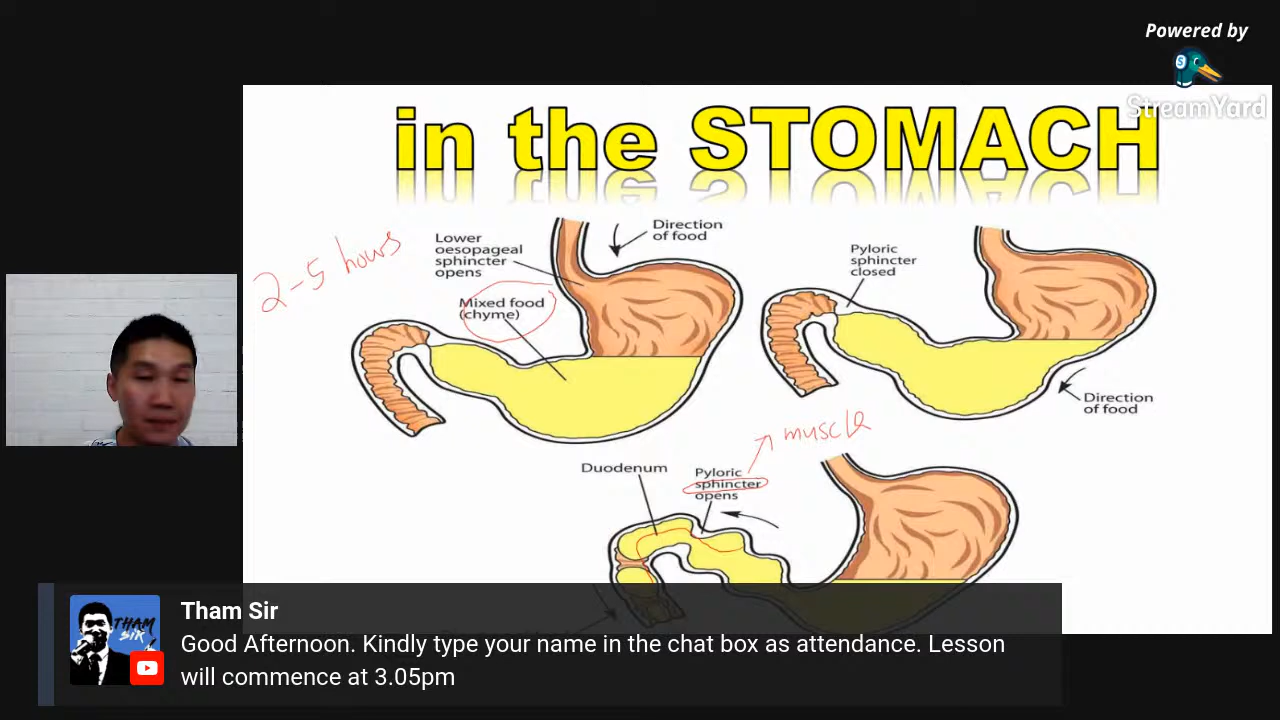 Powered by
StreamYard
in the STOMACH
2-5 hours
Lower
oesopageal
sphincter
opens
Direction
of food
Mixed food
(chyme)
Pyloric
sphincter
closed
Direction
of food
muscle
Duodenum
Pyloric
sphincter
opens
Tham Sir
THAM
SIR
Good Afternoon. Kindly type your name in the chat box as attendance. Lesson
will commence at 3.05pm